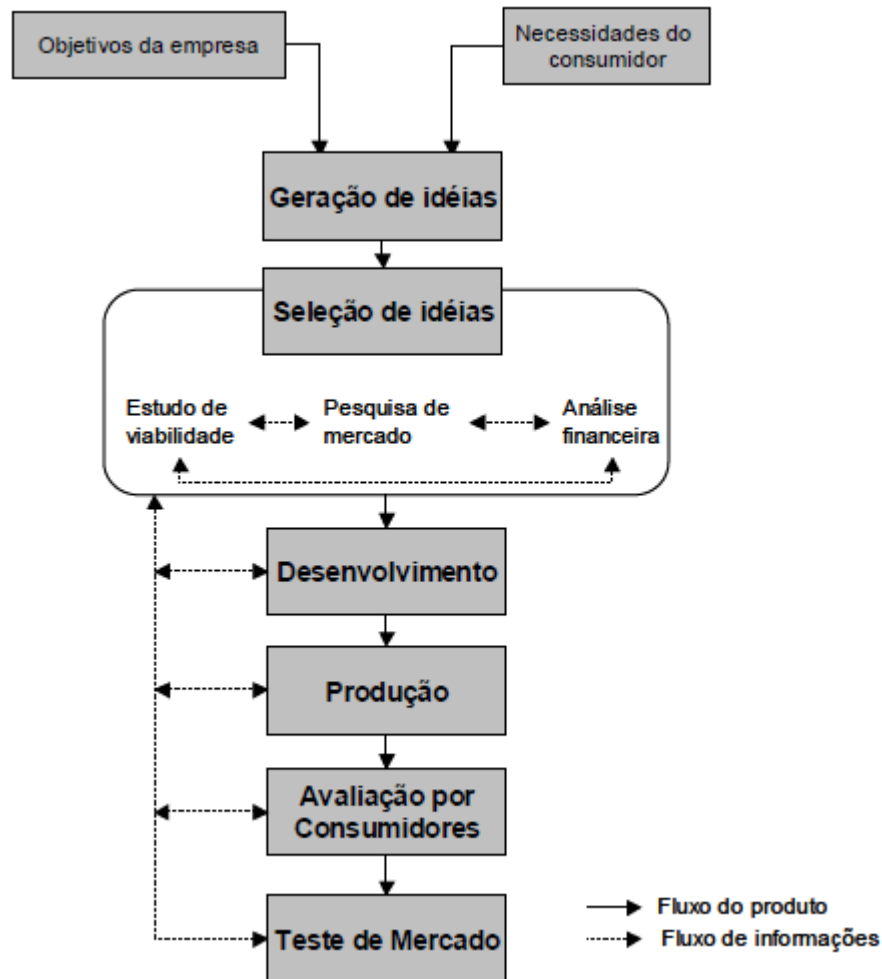 Objetivos da empresa
Necessidades do
consumidor
Geração de idéias
Seleção de idéias
Estudo de
viabilidade
Pesquisa de
mercado
Análise
financeira
Desenvolvimento
Produção
Avaliação por
Consumidores
Teste de Mercado
Fluxo do produto
Fluxo de informações